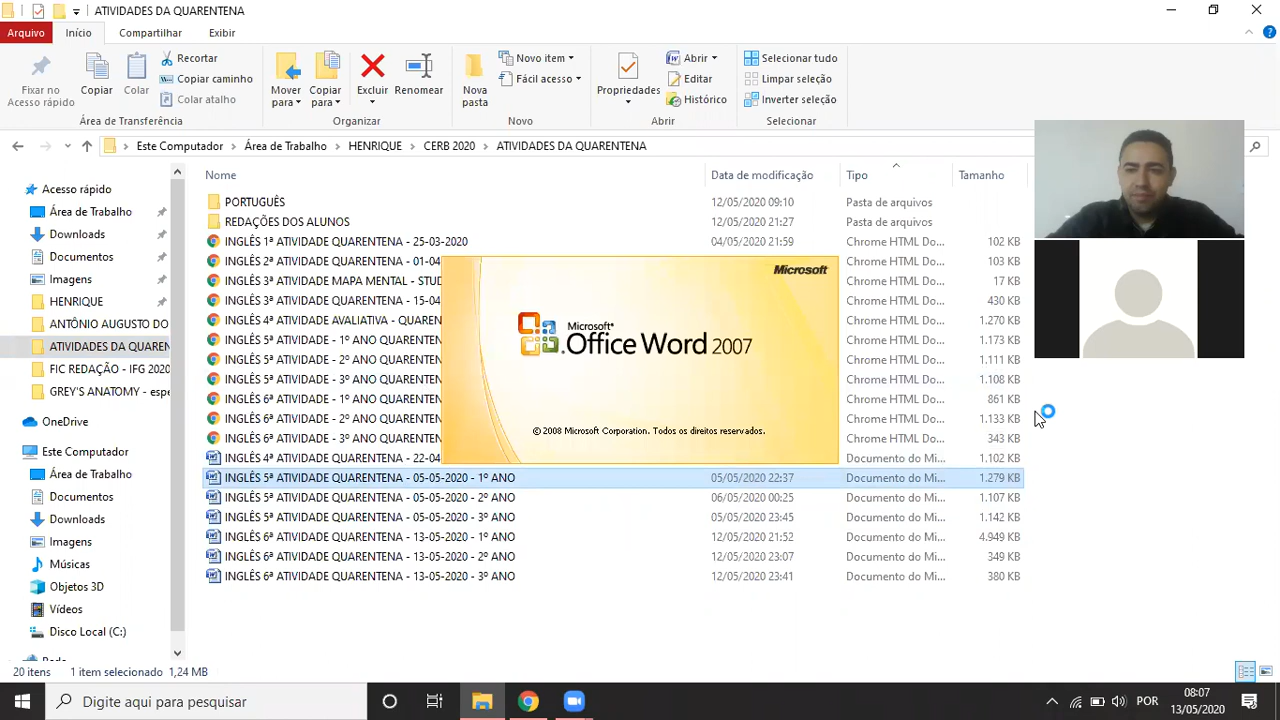 ATIVIDADES DA QUARENTENA
Arquivo Início Compartilhar Exibir
Fixar no Acesso rápido
Copiar
Colar
Recortar
Copiar caminho
Colar atalho
Área de Transferência
Mover para
Copiar para
Excluir
Renomear
Organizar
Nova pasta
Novo item
Fácil acesso
Novo
Propriedades
Abrir
Editar
Histórico
Abrir
Selecionar tudo
Limpar seleção
Inverter seleção
Selecionar
Este Computador > Área de Trabalho > HENRIQUE > CERB 2020 > ATIVIDADES DA QUARENTENA
Acesso rápido
Área de Trabalho
Downloads
Documentos
Imagens
HENRIQUE
ANTÔNIO AUGUSTO DO
ATIVIDADES DA QUAREN
FIC REDAÇÃO - IFG 2020
GREY'S ANATOMY - espe
OneDrive
Este Computador
Área de Trabalho
Documentos
Downloads
Imagens
Músicas
Objetos 3D
Vídeos
Disco Local (C:)
Nome Data de modificação Tipo Tamanho
PORTUGUÊS 12/05/2020 09:10 Pasta de arquivos
REDAÇÕES DOS ALUNOS 12/05/2020 21:27 Pasta de arquivos
INGLÊS 1ª ATIVIDADE QUARENTENA - 25-03-2020 04/05/2020 21:59 Chrome HTML Do... 102 KB
INGLÊS 2ª ATIVIDADE QUARENTENA - 01-04 Chrome HTML Do... 103 KB
INGLÊS 3ª ATIVIDADE MAPA MENTAL - STUD Chrome HTML Do... 17 KB
INGLÊS 3ª ATIVIDADE QUARENTENA - 15-04 Chrome HTML Do... 430 KB
INGLÊS 4ª ATIVIDADE AVALIATIVA - QUAREN Chrome HTML Do... 1.270 KB
INGLÊS 5ª ATIVIDADE - 1º ANO QUARENTEN Chrome HTML Do... 1.173 KB
INGLÊS 5ª ATIVIDADE - 2º ANO QUARENTEN Chrome HTML Do... 1.111 KB
INGLÊS 5ª ATIVIDADE - 3º ANO QUARENTEN Chrome HTML Do... 1.108 KB
INGLÊS 6ª ATIVIDADE - 1º ANO QUARENTEN Chrome HTML Do... 861 KB
INGLÊS 6ª ATIVIDADE - 2º ANO QUARENTEN Chrome HTML Do... 1.133 KB
INGLÊS 6ª ATIVIDADE - 3º ANO QUARENTEN Chrome HTML Do... 343 KB
INGLÊS 4ª ATIVIDADE QUARENTENA - 22-04 Documento do Mi... 1.102 KB
INGLÊS 5ª ATIVIDADE QUARENTENA - 05-05-2020 - 1º ANO 05/05/2020 22:37 Documento do Mi... 1.279 KB
INGLÊS 5ª ATIVIDADE QUARENTENA - 05-05-2020 - 2º ANO 06/05/2020 00:25 Documento do Mi... 1.107 KB
INGLÊS 5ª ATIVIDADE QUARENTENA - 05-05-2020 - 3º ANO 05/05/2020 23:45 Documento do Mi... 1.142 KB
INGLÊS 6ª ATIVIDADE QUARENTENA - 13-05-2020 - 1º ANO 12/05/2020 21:52 Documento do Mi... 4.949 KB
INGLÊS 6ª ATIVIDADE QUARENTENA - 13-05-2020 - 2º ANO 12/05/2020 23:07 Documento do Mi... 349 KB
INGLÊS 6ª ATIVIDADE QUARENTENA - 13-05-2020 - 3º ANO 12/05/2020 23:41 Documento do Mi... 380 KB
Microsoft
Microsoft®
Office Word 2007
© 2008 Microsoft Corporation. Todos os direitos reservados.
20 itens 1 item selecionado 1,24 MB
Digite aqui para pesquisar
POR
08:07
13/05/2020